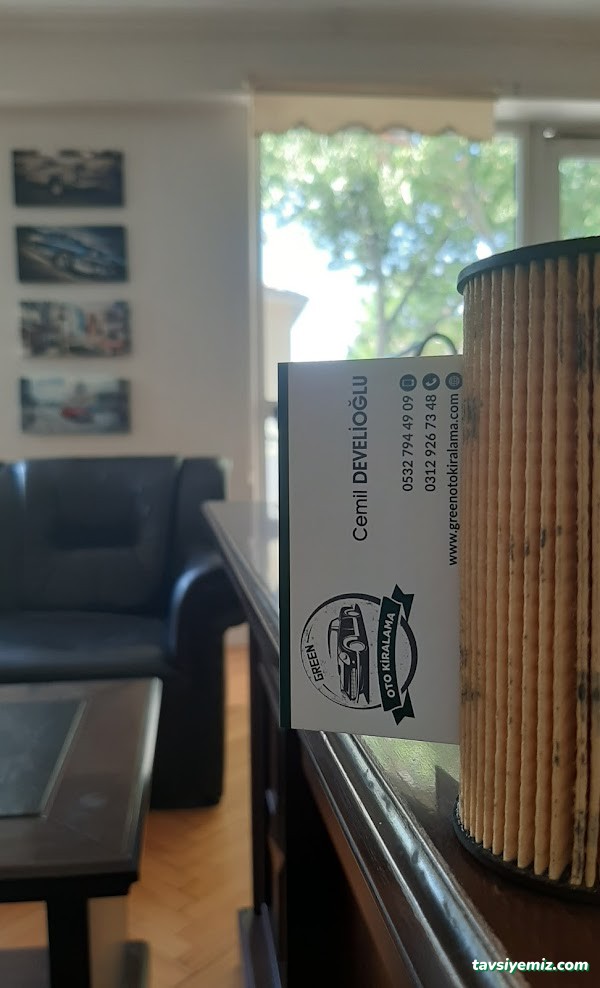 Cemil DEVELİOĞLU
0532 794 49 09
0312 926 73 48
www.greenotokiralama.com
GREEN
OTO KİRALAMA
tavsiyemiz.com